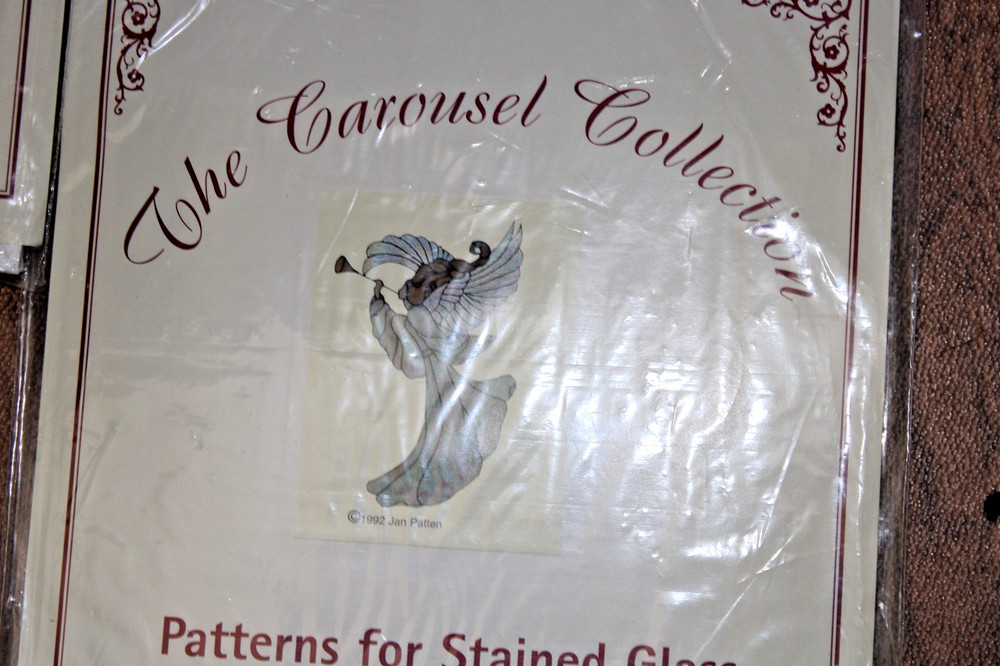 The Carousel Collection
©1992 Jan Patten
Patterns for Stained Glass